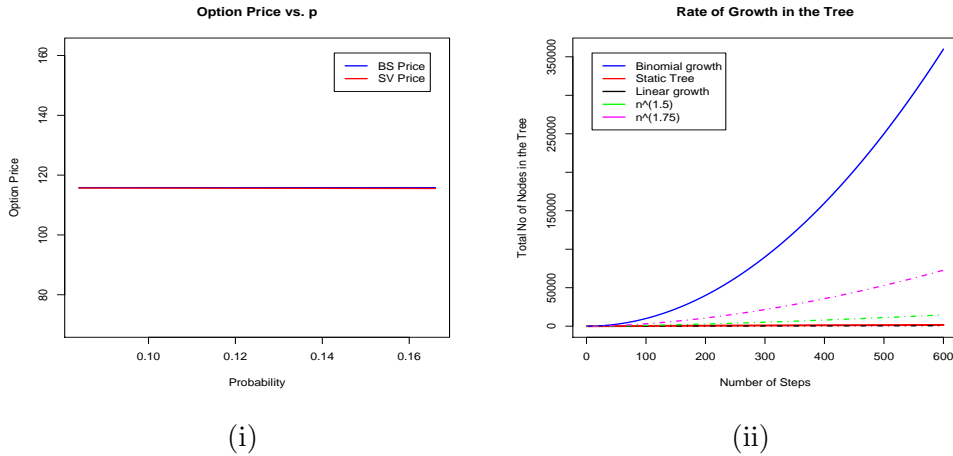 Option Price vs. p
Option Price
160
140
120
100
80
BS Price
SV Price
0.10
0.12
0.14
0.16
Probability
(i)
Rate of Growth in the Tree
Total No of Nodes in the Tree
350000
250000
150000
50000
0
Binomial growth
Static Tree
Linear growth
n^(1.5)
n^(1.75)
0
100
200
300
400
500
600
Number of Steps
(ii)